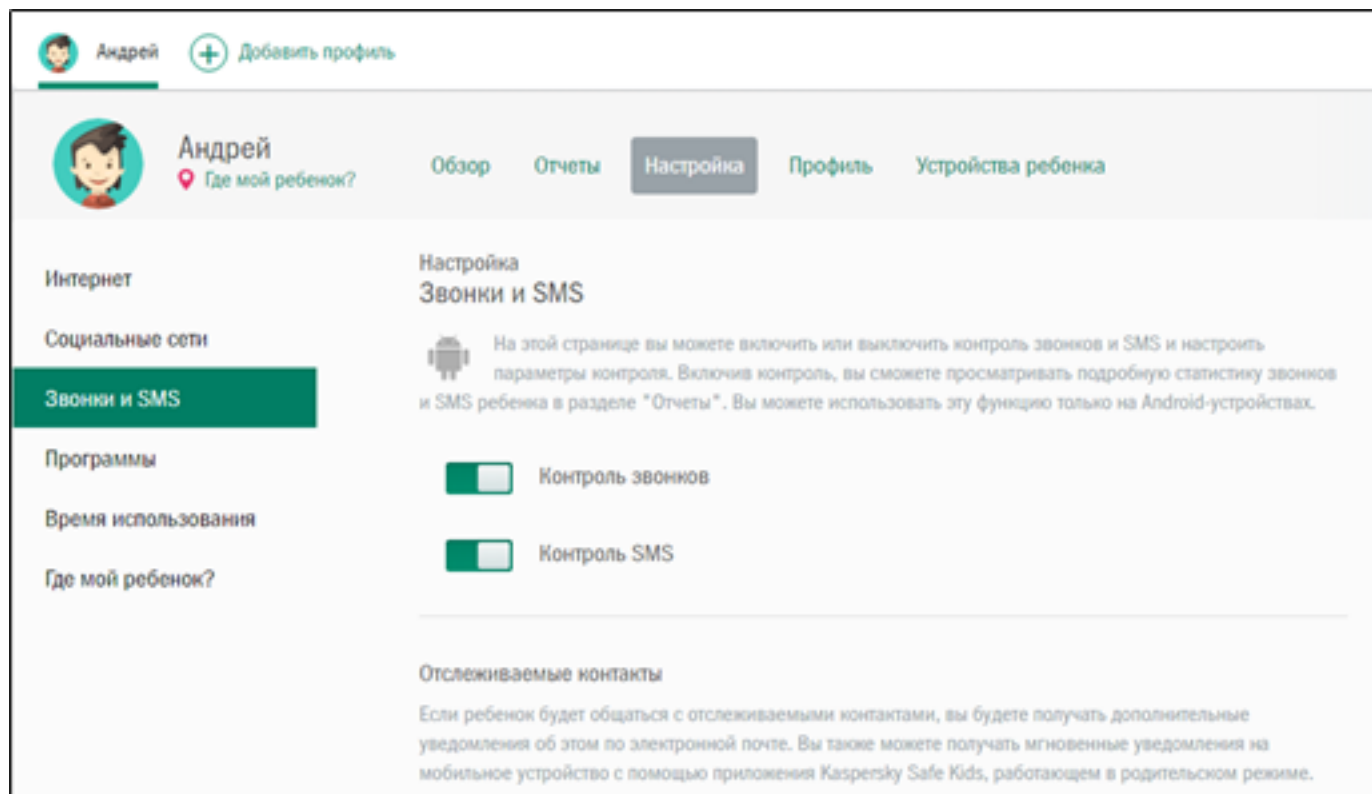 Андрей
Добавить профиль
Андрей
Где мой ребенок?
Обзор
Отчеты
Настройка
Профиль
Устройства ребенка
Интернет
Социальные сети
Звонки и SMS
Программы
Время использования
Где мой ребенок?
Настройка
Звонки и SMS
На этой странице вы можете включить или выключить контроль звонков и SMS и настроить
параметры контроля. Включив контроль, вы сможете просматривать подробную статистику звонков
и SMS ребенка в разделе "Отчеты". Вы можете использовать эту функцию только на Android-устройствах.
Контроль звонков
Контроль SMS
Отслеживаемые контакты
Если ребенок будет общаться с отслеживаемыми контактами, вы будете получать дополнительные
уведомления об этом по электронной почте. Вы также можете получать мгновенные уведомления на
мобильное устройство с помощью приложения Kaspersky Safe Kids, работающем в родительском режиме.